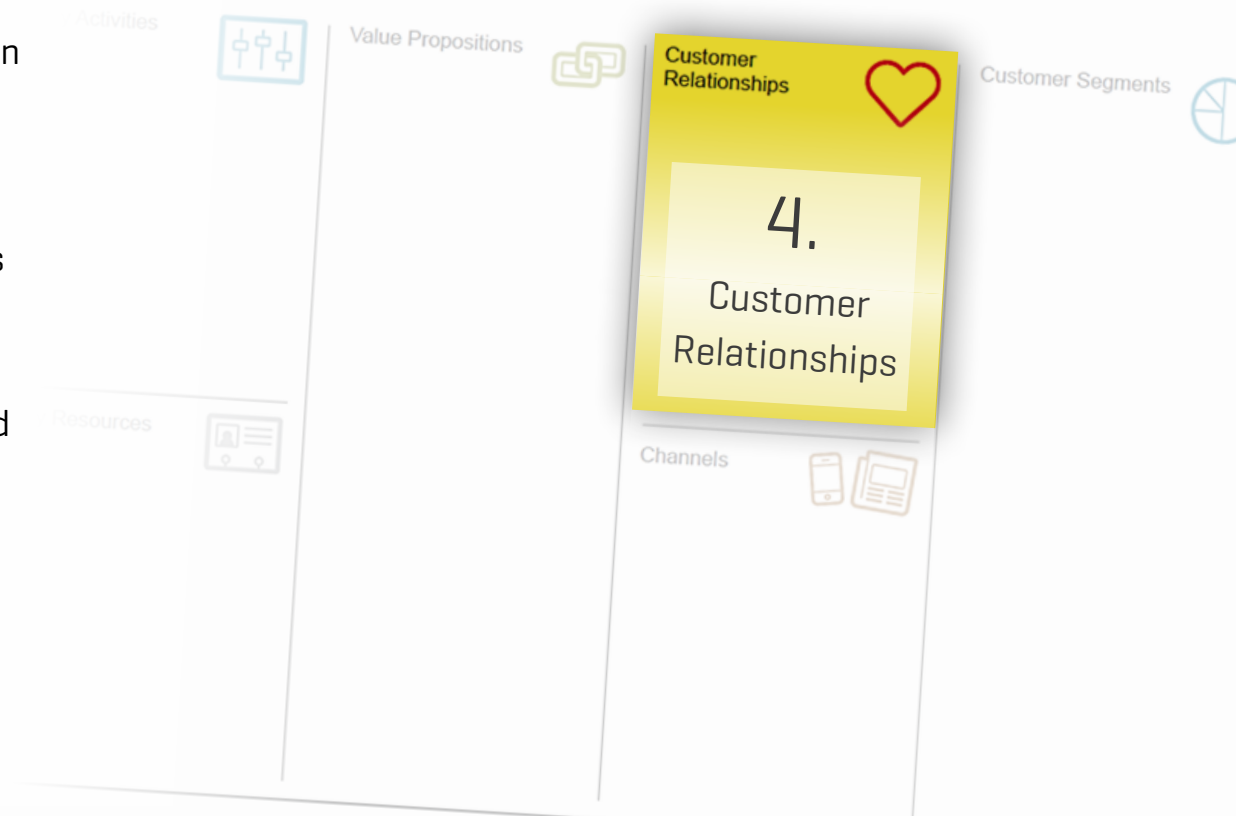 Activities
Value Propositions
Customer
Relationships
Customer Segments
4.
Customer
Relationships
Resources
Channels